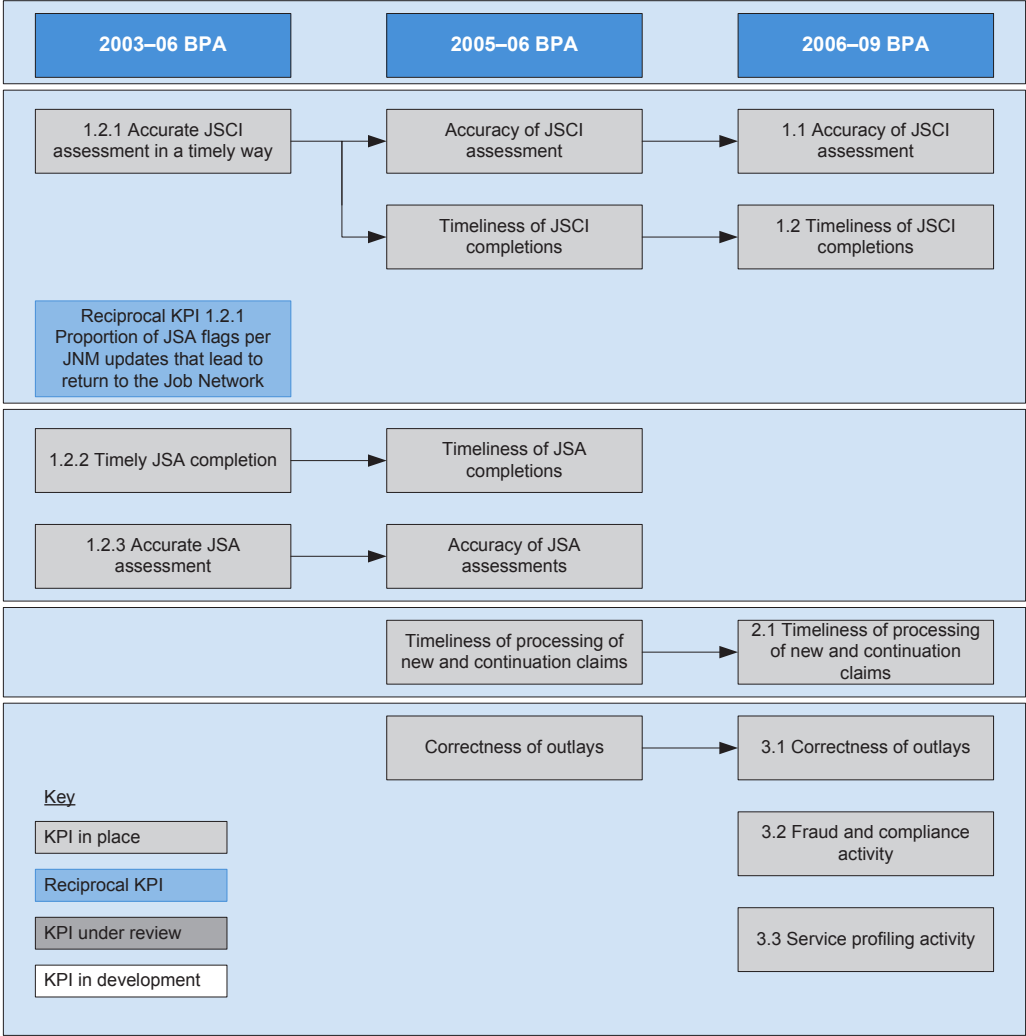 2003–06 BPA
2005–06 BPA
2006–09 BPA
1.2.1 Accurate JSCI
assessment in a timely way
Accuracy of JSCI
assessment
1.1 Accuracy of JSCI
assessment
Timeliness of JSCI
completions
1.2 Timeliness of JSCI
completions
Reciprocal KPI 1.2.1
Proportion of JSA flags per
JNM updates that lead to
return to the Job Network
1.2.2 Timely JSA completion
Timeliness of JSA
completions
1.2.3 Accurate JSA
assessment
Accuracy of JSA
assessments
Timeliness of processing of
new and continuation claims
2.1 Timeliness of processing
of new and continuation
claims
Correctness of outlays
3.1 Correctness of outlays
3.2 Fraud and compliance
activity
3.3 Service profiling activity
Key
KPI in place
Reciprocal KPI
KPI under review
KPI in development